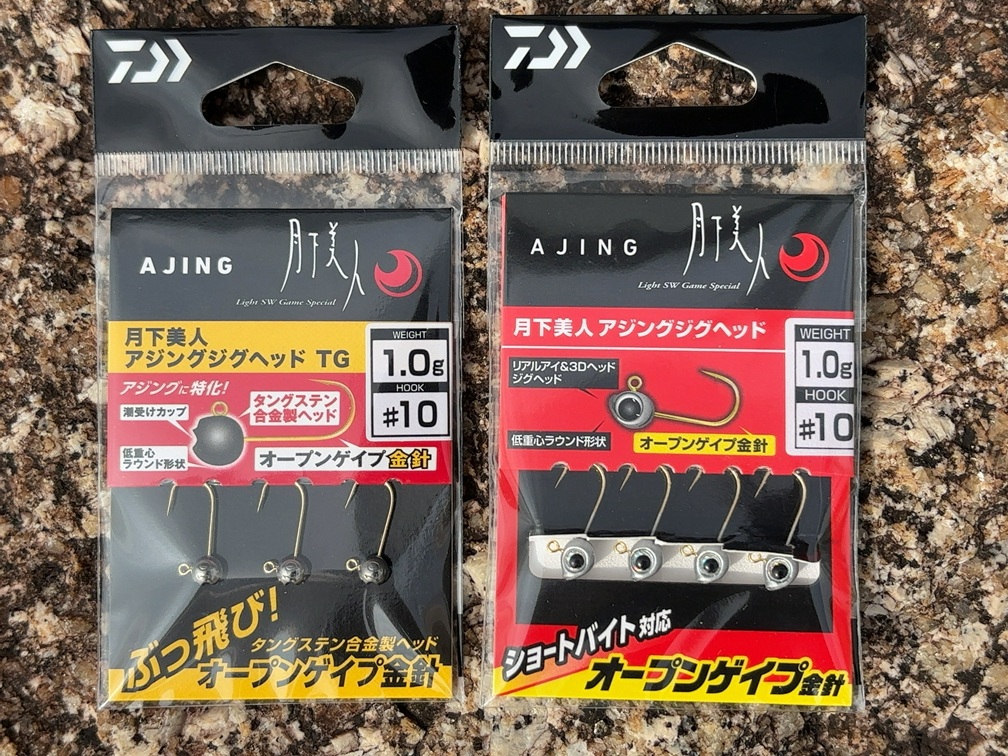 AJING
月下美人
Light SW Game Special
月下美人
アジングジグヘッド TG
WEIGHT
1.0g
HOOK
#10
アジングに特化!
潮受けカップ
タングステン
合金製ヘッド
低重心
ラウンド形状
オープンゲイプ金針
ぶっ飛び!
タングステン合金製ヘッド
オープンゲイプ金針
AJING
月下美人
Light SW Game Special
月下美人 アジングジグヘッド
WEIGHT
1.0g
HOOK
#10
リアルアイ&3Dヘッド
ジグヘッド
低重心ラウンド形状
オープンゲイプ金針
ショートバイト対応
オープンゲイプ金針